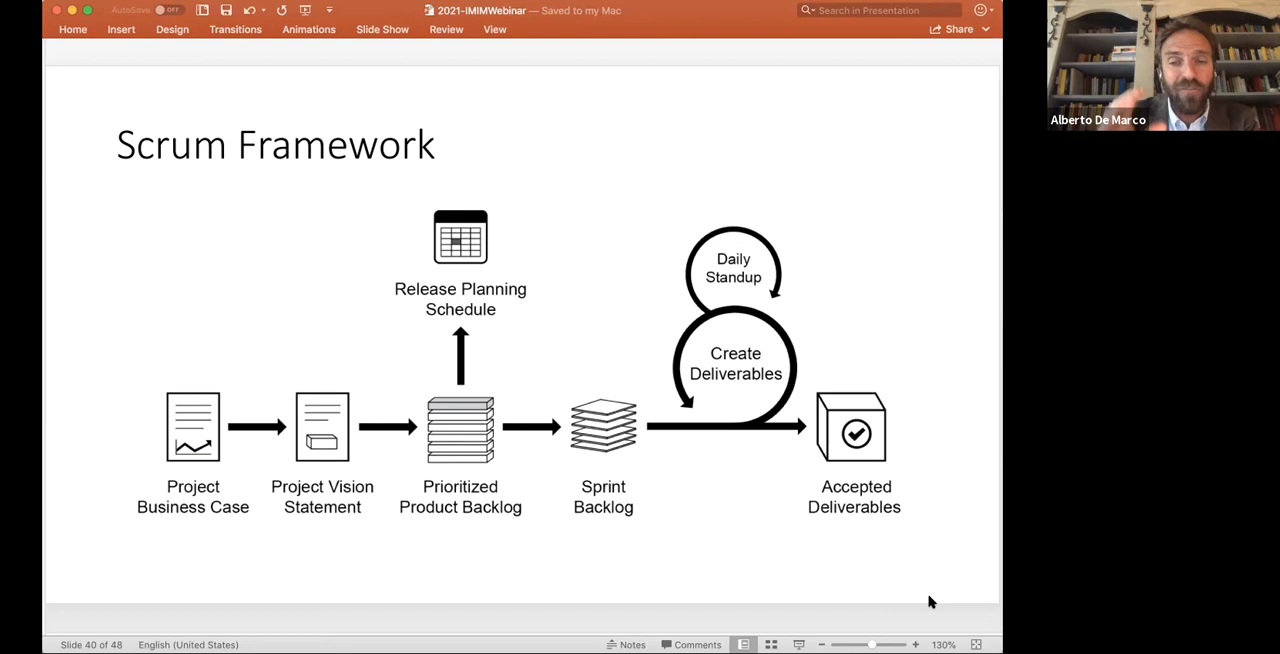 AutoSave OFF
2021-IMIMWebinar — Saved to my Mac
Search in Presentation
Home Insert Design Transitions Animations Slide Show Review View
Share
Alberto De Marco
Scrum Framework
Release Planning
Schedule
Daily
Standup
Create
Deliverables
Project
Business Case
Project Vision
Statement
Prioritized
Product Backlog
Sprint
Backlog
Accepted
Deliverables
Slide 40 of 48 English (United States) Notes Comments 130%